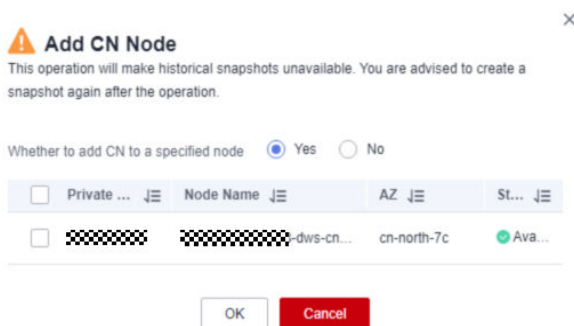 Add CN Node
This operation will make historical snapshots unavailable. You are advised to create a
snapshot again after the operation.
Whether to add CN to a specified node Yes No
Private ... Node Name AZ St...
-dws-cn... cn-north-7c Ava...
OK Cancel